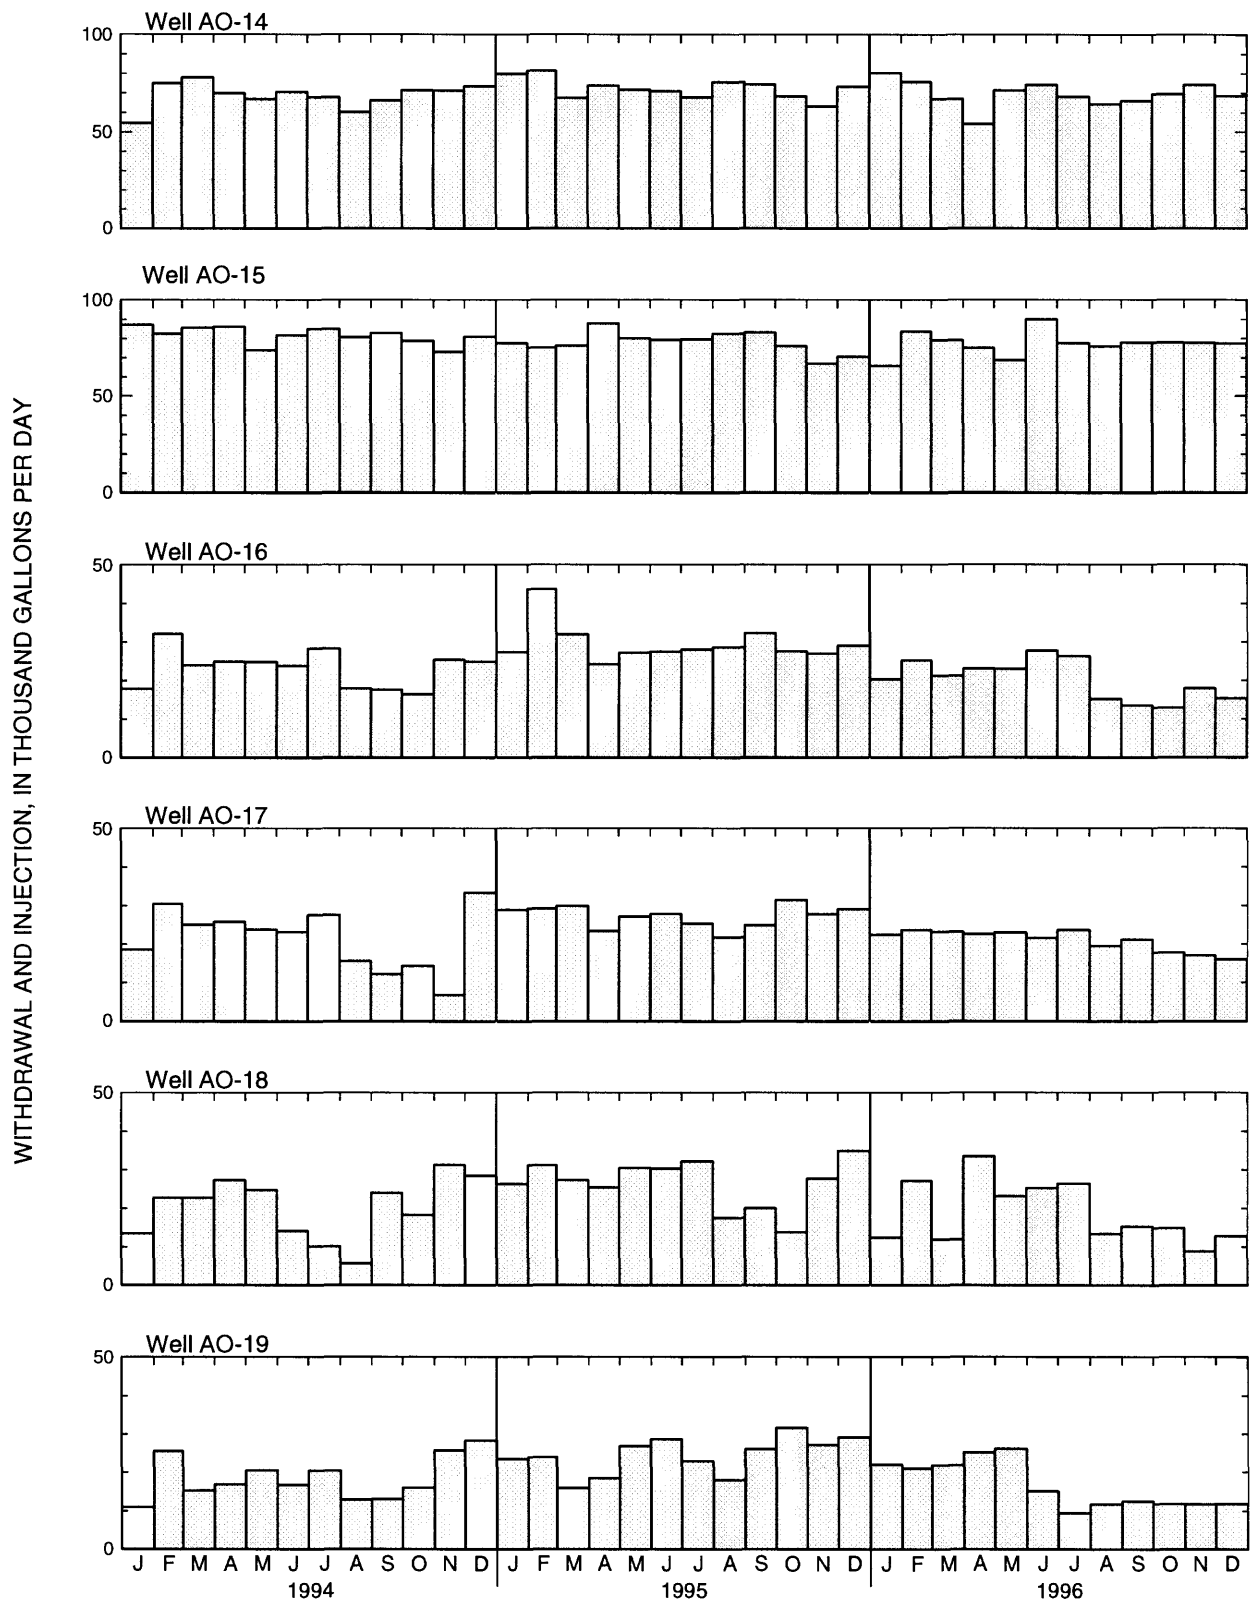 WITHDRAWAL AND INJECTION, IN THOUSAND GALLONS PER DAY
Well AO-14
100
50
0
Well AO-15
100
50
0
Well AO-16
50
0
Well AO-17
50
0
Well AO-18
50
0
Well AO-19
50
0
J F M A M J J A S O N D J F M A M J J A S O N D J F M A M J J A S O N D
1994 1995 1996